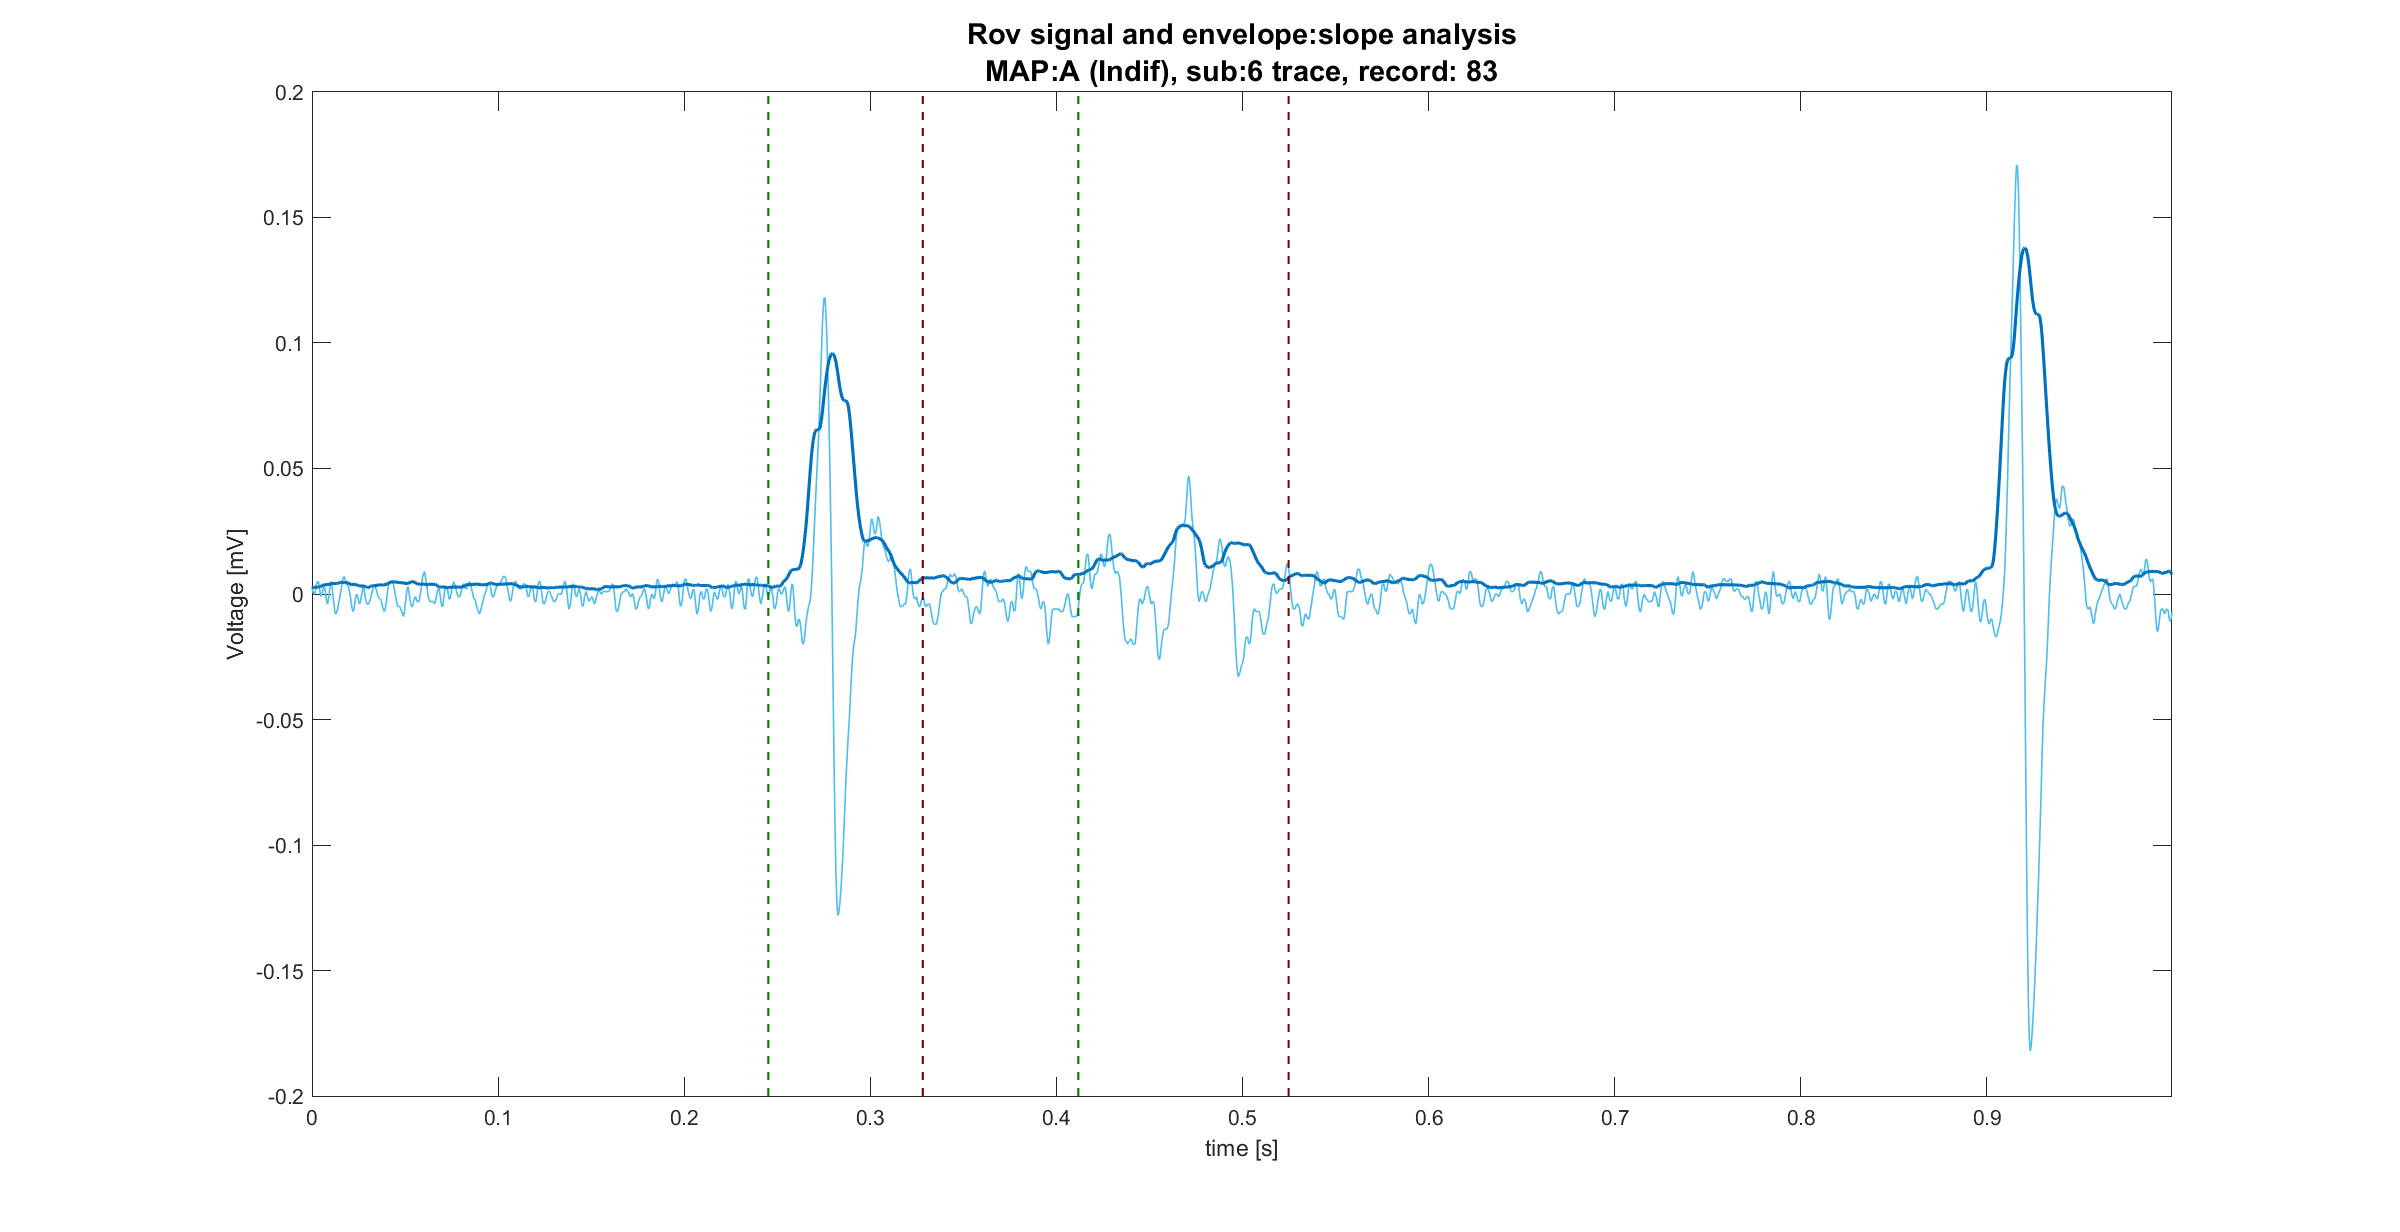 Rov signal and envelope:slope analysis
MAP:A (Indif), sub:6 trace, record: 83
0.2
0.15
0.1
0.05
0
-0.05
-0.1
-0.15
-0.2
Voltage [mV]
0 0.1 0.2 0.3 0.4 0.5 0.6 0.7 0.8 0.9
time [s]